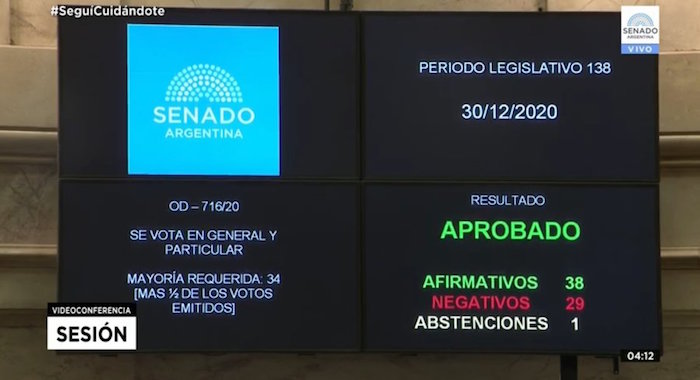 #SeguíCuidándote
SENADO
ARGENTINA
VIVO
SENADO
ARGENTINA
PERIODO LEGISLATIVO 138
30/12/2020
OD – 716/20
SE VOTA EN GENERAL Y
PARTICULAR
MAYORÍA REQUERIDA: 34
[MAS ½ DE LOS VOTOS
EMITIDOS]
RESULTADO
APROBADO
AFIRMATIVOS 38
NEGATIVOS 29
ABSTENCIONES 1
VIDEOCONFERENCIA
SESIÓN
04:12